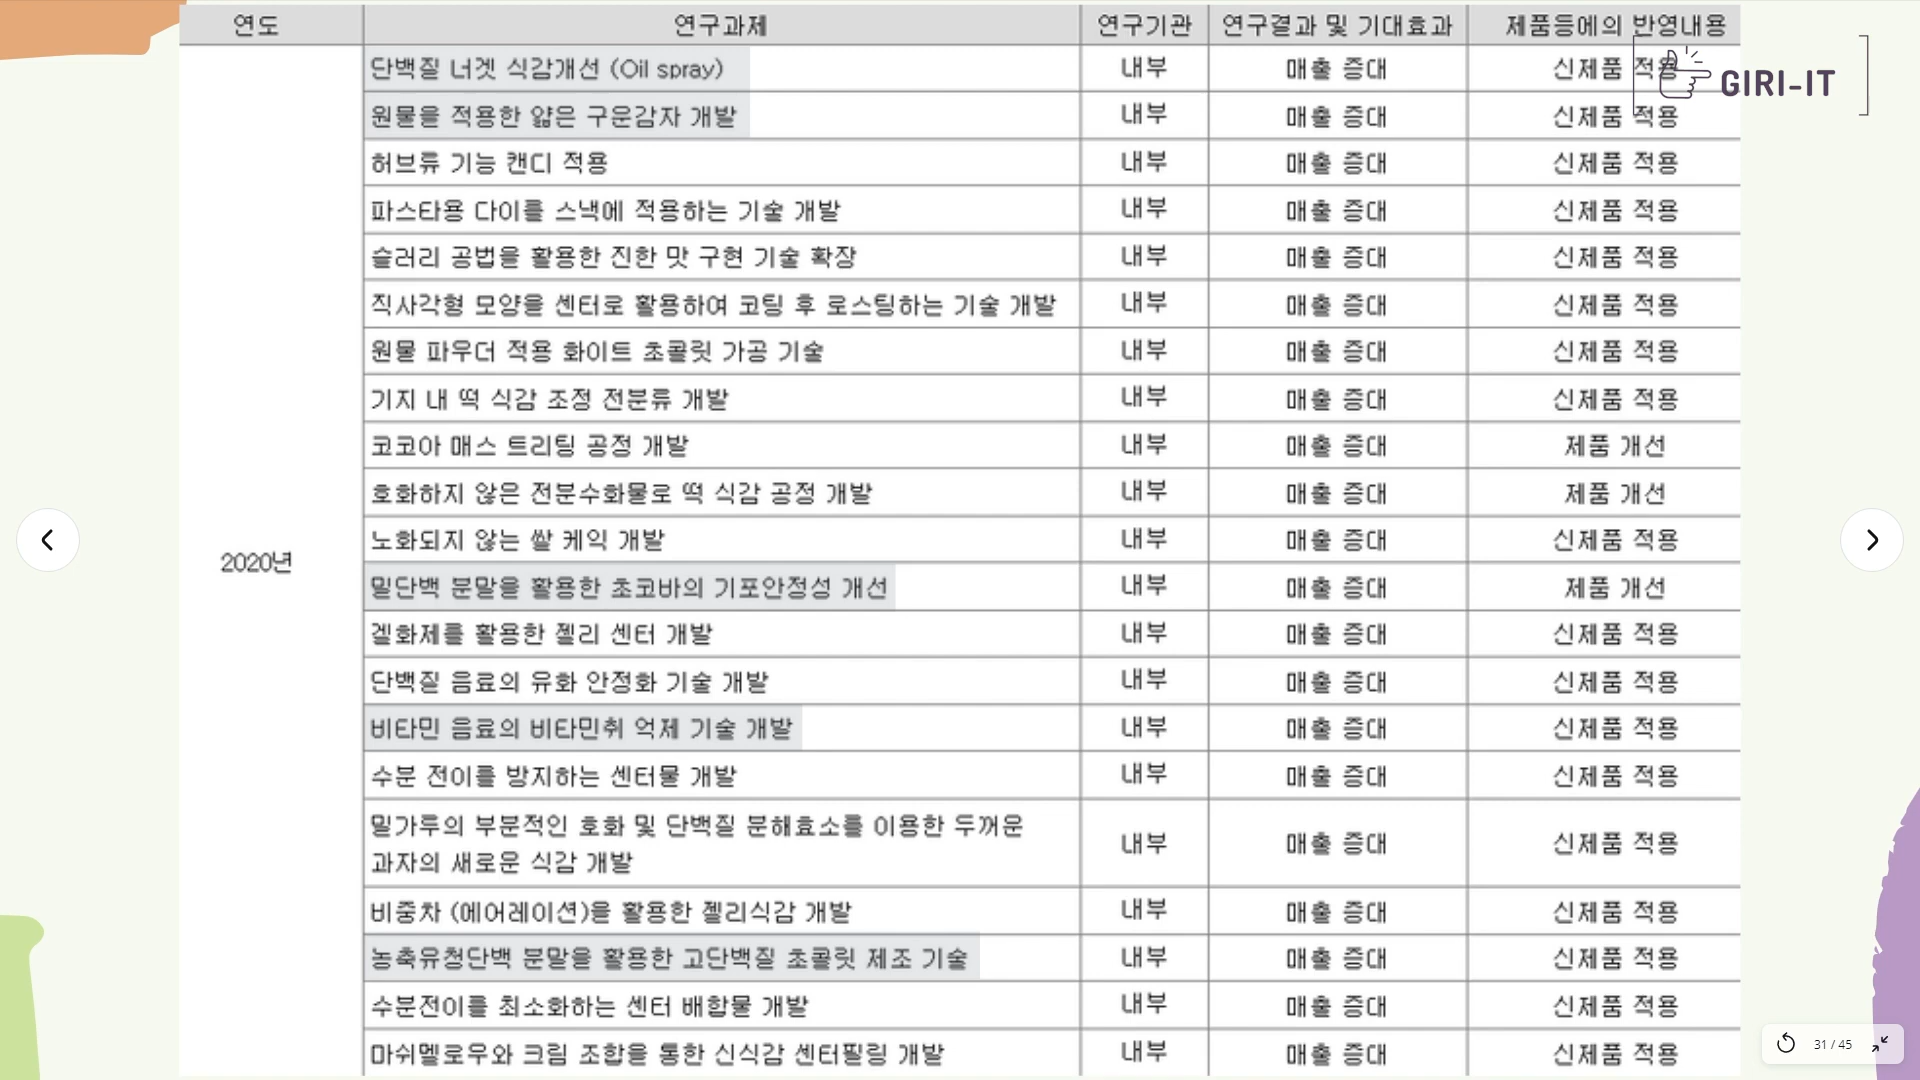 연도 연구과제 연구기관 연구결과 및 기대효과 제품등에의 반영내용
단백질 너겟 식감개선 (Oil spray) 내부 매출 증대 신제품 적용
GIRI-IT
원물을 적용한 얇은 구운감자 개발 내부 매출 증대 신제품 적용
허브류 기능 캔디 적용 내부 매출 증대 신제품 적용
파스타용 다이를 스낵에 적용하는 기술 개발 내부 매출 증대 신제품 적용
슬러리 공법을 활용한 진한 맛 구현 기술 확장 내부 매출 증대 신제품 적용
직사각형 모양을 센터로 활용하여 코팅 후 로스팅하는 기술 개발 내부 매출 증대 신제품 적용
원물 파우더 적용 화이트 초콜릿 가공 기술 내부 매출 증대 신제품 적용
기지 내 떡 식감 조정 전분류 개발 내부 매출 증대 신제품 적용
코코아 매스 트리팅 공정 개발 내부 매출 증대 제품 개선
호화하지 않은 전분수화물로 떡 식감 공정 개발 내부 매출 증대 제품 개선
노화되지 않는 쌀 케익 개발 내부 매출 증대 신제품 적용
2020년
밀단백 분말을 활용한 초코바의 기포안정성 개선 내부 매출 증대 제품 개선
겔화제를 활용한 젤리 센터 개발 내부 매출 증대 신제품 적용
단백질 음료의 유화 안정화 기술 개발 내부 매출 증대 신제품 적용
비타민 음료의 비타민취 억제 기술 개발 내부 매출 증대 신제품 적용
수분 전이를 방지하는 센터물 개발 내부 매출 증대 신제품 적용
밀가루의 부분적인 호화 및 단백질 분해효소를 이용한 두꺼운
과자의 새로운 식감 개발 내부 매출 증대 신제품 적용
비중차 (에어레이션)을 활용한 젤리식감 개발 내부 매출 증대 신제품 적용
농축유청단백 분말을 활용한 고단백질 초콜릿 제조 기술 내부 매출 증대 신제품 적용
수분전이를 최소화하는 센터 배합물 개발 내부 매출 증대 신제품 적용
마쉬멜로우와 크림 조합을 통한 신식감 센터필링 개발 내부 매출 증대 신제품 적용
31 / 45